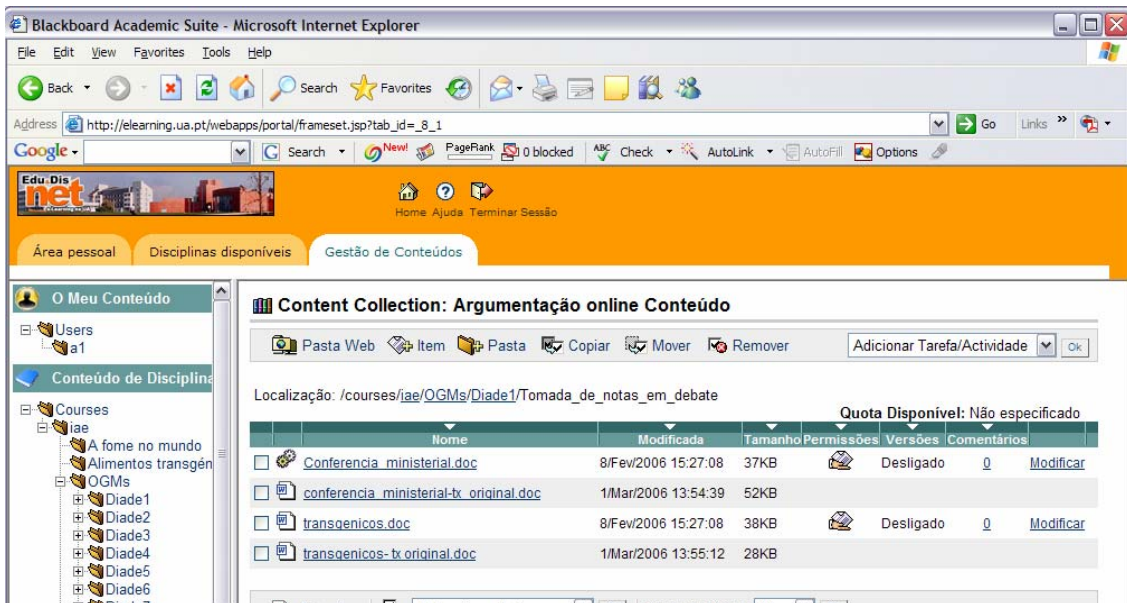 Blackboard Academic Suite - Microsoft Internet Explorer
File Edit View Favorites Tools Help
Back Search Favorites
Address http://elearning.ua.pt/webapps/portal/frameset.jsp?tab_id=_8_1 Go Links »
Google Search New! PageRank 0 blocked ABC Check AutoLink AutoFill Options
Edu.Dis
net
Home Ajuda Terminar Sessão
Área pessoal Disciplinas disponíveis Gestão de Conteúdos
O Meu Conteúdo
Users
a1
Conteúdo de Disciplina
Courses
iae
A fome no mundo
Alimentos transgén
OGMs
Diade1
Diade2
Diade3
Diade4
Diade5
Diade6
Content Collection: Argumentação online Conteúdo
Pasta Web Item Pasta Copiar Mover Remover Adicionar Tarefa/Actividade Ok
Localização: /courses/iae/OGMs/Diade1/Tomada_de_notas_em_debate
Quota Disponível: Não especificado
Nome Modificada Tamanho Permissões Versões Comentários
Conferencia_ministerial.doc 8/Fev/2006 15:27:08 37KB Desligado 0 Modificar
conferencia_ministerial-tx_original.doc 1/Mar/2006 13:54:39 52KB
transgenicos.doc 8/Fev/2006 15:27:08 38KB Desligado 0 Modificar
transgenicos- tx original.doc 1/Mar/2006 13:55:12 28KB